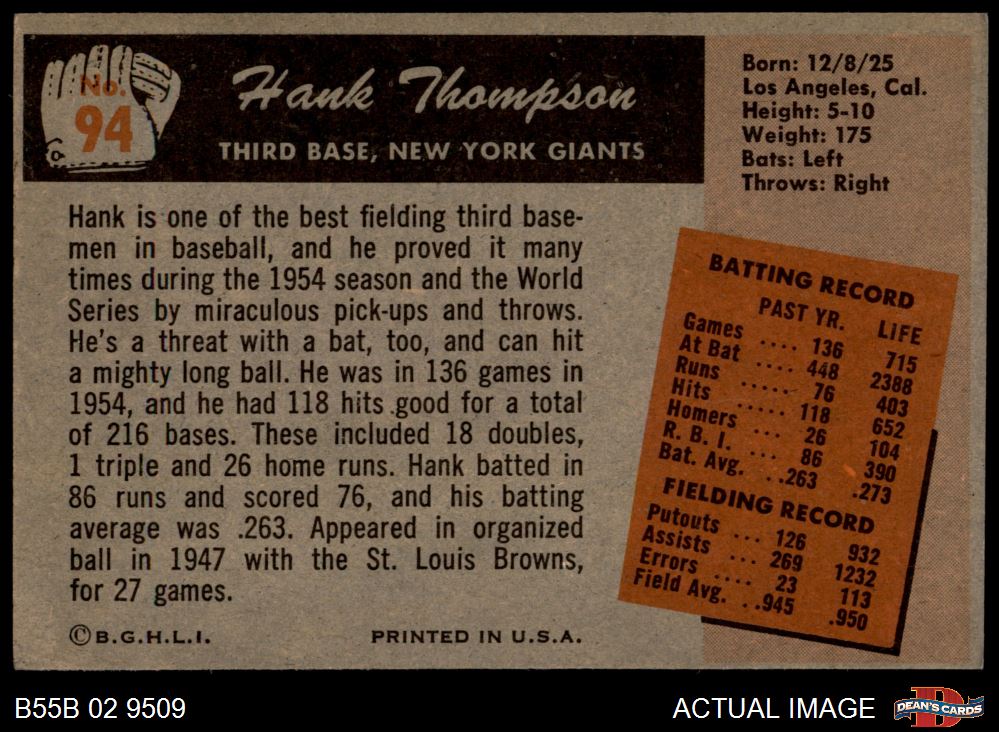 No.
94
Hank Thompson
THIRD BASE, NEW YORK GIANTS
Born: 12/8/25
Los Angeles, Cal.
Height: 5-10
Weight: 175
Bats: Left
Throws: Right
Hank is one of the best fielding third base-
men in baseball, and he proved it many
times during the 1954 season and the World
Series by miraculous pick-ups and throws.
He's a threat with a bat, too, and can hit
a mighty long ball. He was in 136 games in
1954, and he had 118 hits good for a total
of 216 bases. These included 18 doubles,
1 triple and 26 home runs. Hank batted in
86 runs and scored 76, and his batting
average was .263. Appeared in organized
ball in 1947 with the St. Louis Browns,
for 27 games.
BATTING RECORD
PAST YR. LIFE
Games .... 136 715
At Bat .... 448 2388
Runs ..... 76 403
Hits ..... 118 652
Homers ... 26 104
R. B. I. ... 86 390
Bat. Avg. ..263 .273
FIELDING RECORD
Putouts ... 126 932
Assists ... 269 1232
Errors .... 23 113
Field Avg. ..945 .950
© B.G.H.L.I. PRINTED IN U.S.A.
B55B 02 9509 ACTUAL IMAGE
D
DEAN'S CARDS